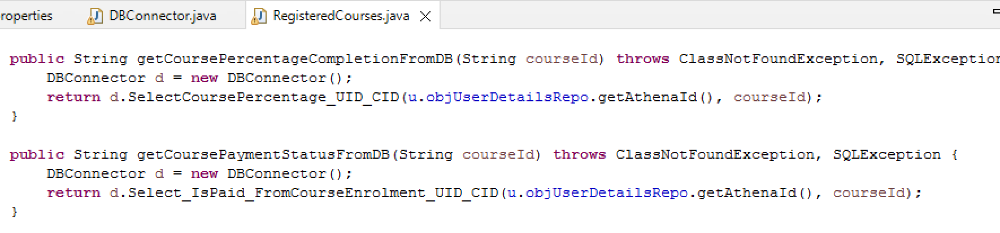 roperties DBConnector.java RegisteredCourses.java
public String getCoursePercentageCompletionFromDB(String courseId) throws ClassNotFoundException, SQLException
DBConnector d = new DBConnector();
return d.SelectCoursePercentage_UID_CID(u.objUserDetailsRepo.getAthenaId(), courseId);
}
public String getCoursePaymentStatusFromDB(String courseId) throws ClassNotFoundException, SQLException {
DBConnector d = new DBConnector();
return d.Select_IsPaid_FromCourseEnrolment_UID_CID(u.objUserDetailsRepo.getAthenaId(), courseId);
}